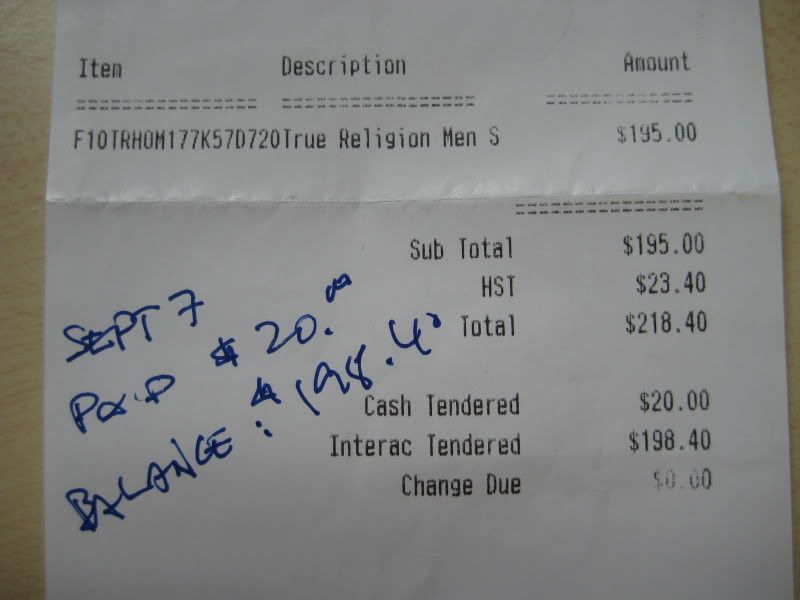 Item Description Amount
F10TRHOM177K57D720True Religion Men S $195.00
Sub Total $195.00
HST $23.40
Total $218.40
Cash Tendered $20.00
Interac Tendered $198.40
Change Due $0.00
SEPT 7
PAID $20.00
BALANCE: $198.40